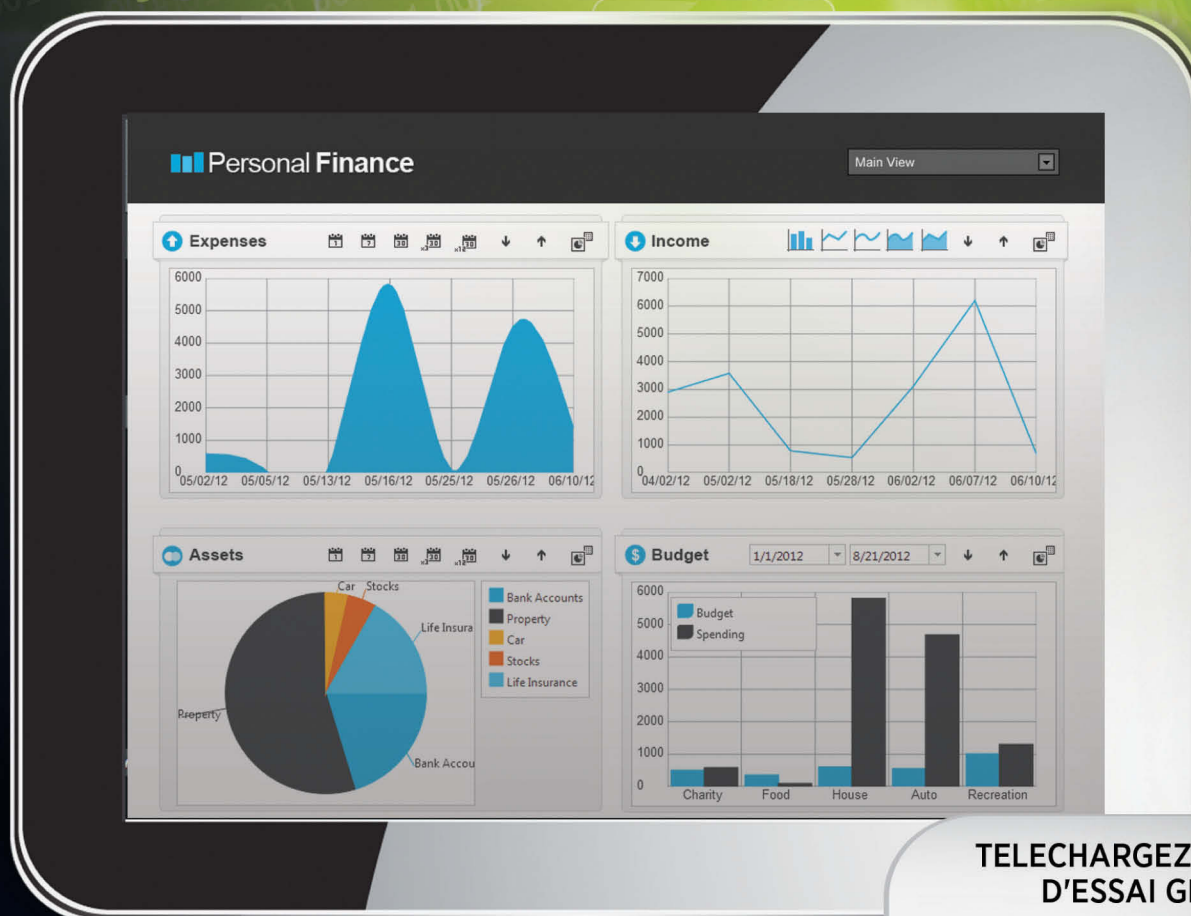 Personal Finance
Main View
Expenses
6000
5000
4000
3000
2000
1000
0
05/02/12 05/05/12 05/13/12 05/16/12 05/25/12 05/26/12 06/10/12
Income
7000
6000
5000
4000
3000
2000
1000
0
04/02/12 05/02/12 05/18/12 05/28/12 06/02/12 06/07/12 06/10/12
Assets
Car Stocks
Life Insura
Property
Bank Accou
Bank Accounts
Property
Car
Stocks
Life Insurance
Budget
1/1/2012 8/21/2012
6000
5000
4000
3000
2000
1000
0
Budget
Spending
Charity Food House Auto Recreation
TELECHARGEZ
D'ESSAI